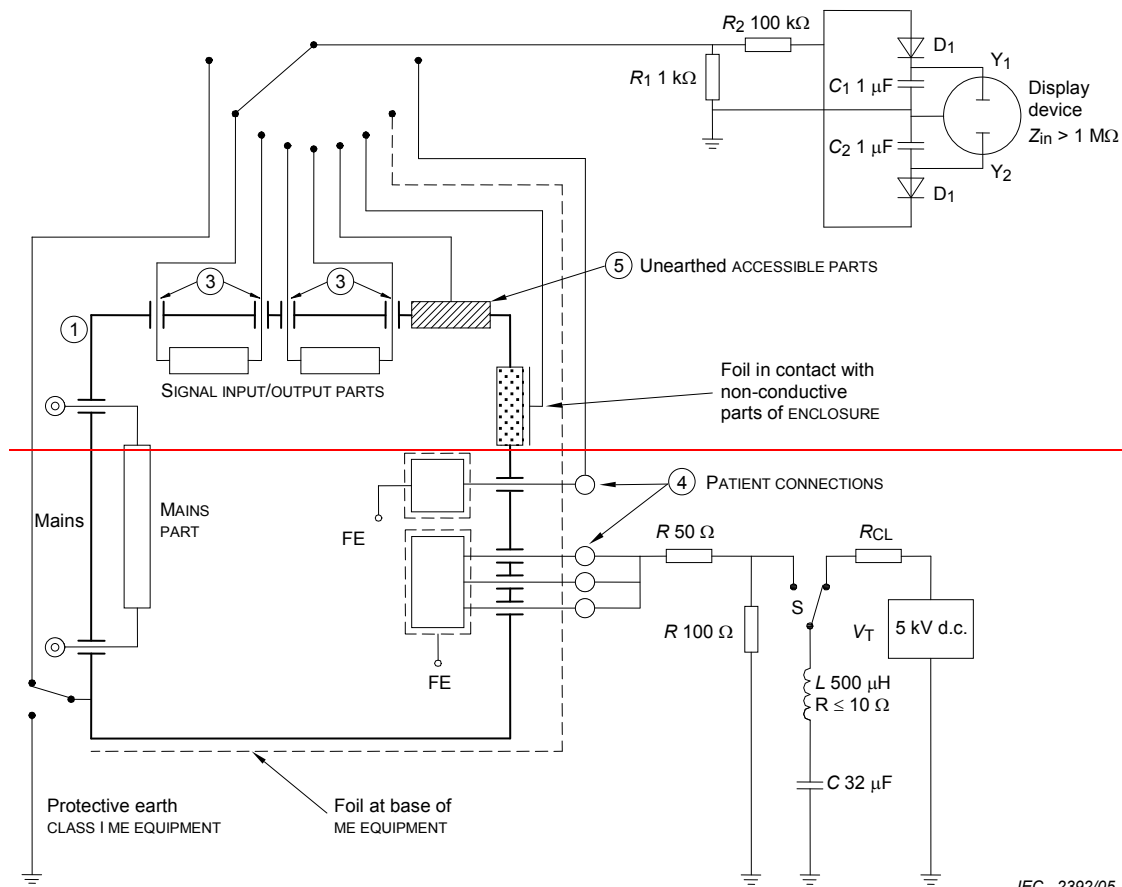 R2 100 kΩ
D1
Y1
R1 1 kΩ
C1 1 μF
Display
device
Zin > 1 MΩ
C2 1 μF
Y2
D1
5 Unearthed ACCESSIBLE PARTS
3
3
1
SIGNAL INPUT/OUTPUT PARTS
Foil in contact with
non-conductive
parts of ENCLOSURE
4 PATIENT CONNECTIONS
Mains
MAINS
PART
FE
R 50 Ω
RCL
S
R 100 Ω
VT
5 kV d.c.
FE
L 500 μH
R ≤ 10 Ω
C 32 μF
Protective earth
CLASS I ME EQUIPMENT
Foil at base of
ME EQUIPMENT
IEC 2392/05